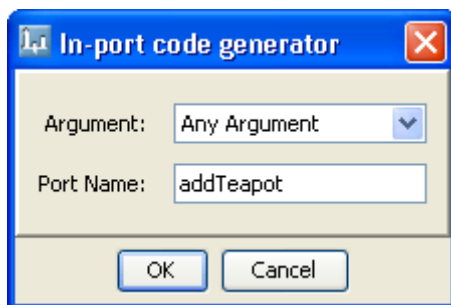 In-port code generator
Argument: Any Argument
Port Name: addTeapot
OK Cancel